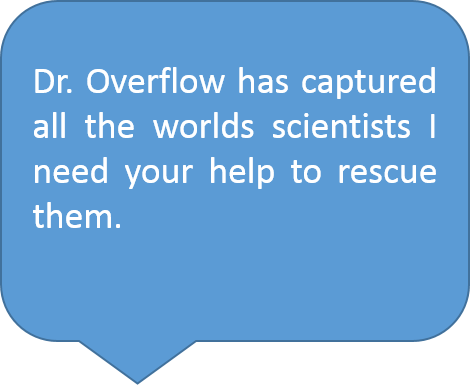 Dr. Overflow has captured
all the worlds scientists I
need your help to rescue
them.